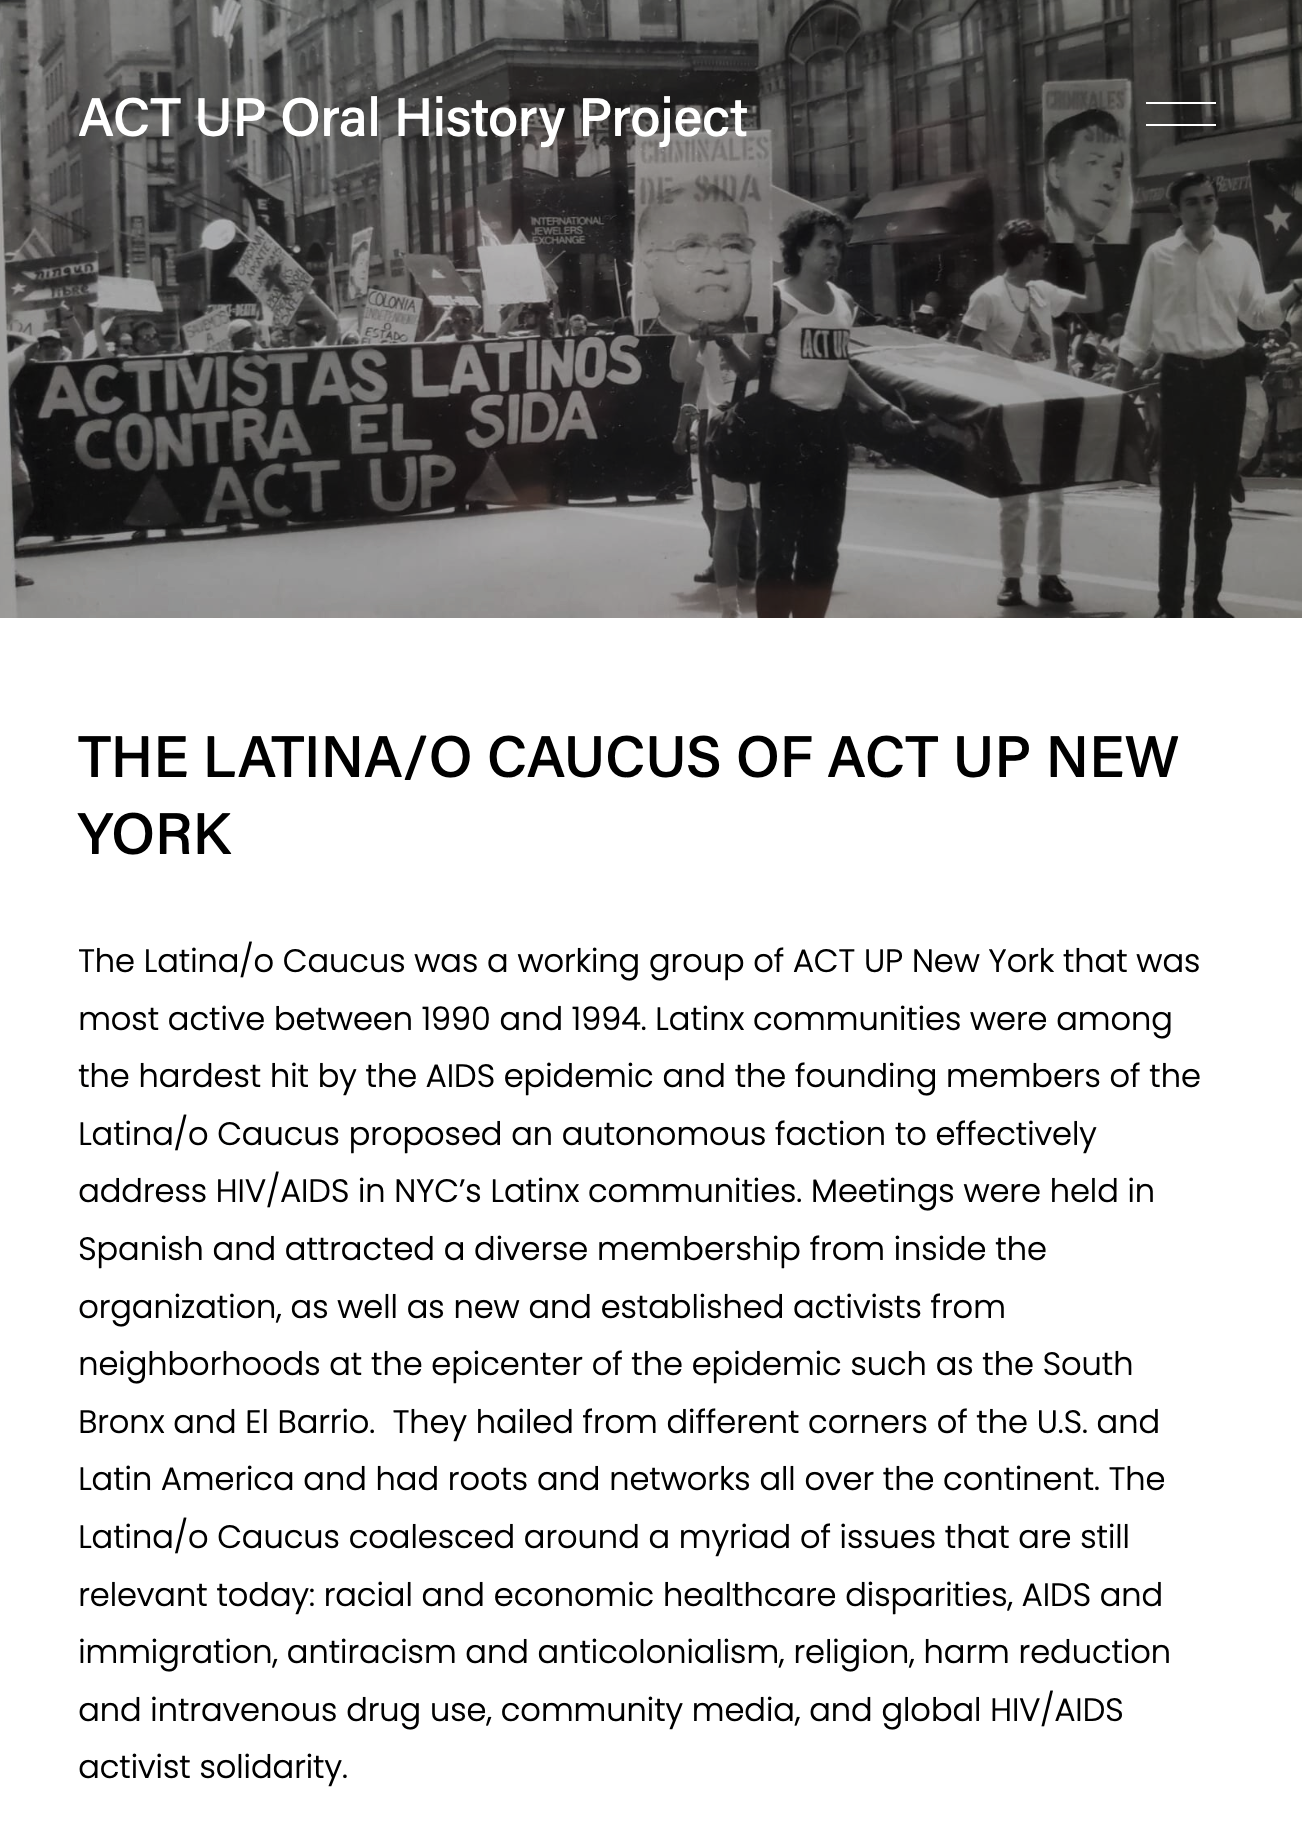 ACT UP Oral History Project
CRIMINALES
CRIMINALES
DE SIDA
INTERNATIONAL
JEWELERS
EXCHANGE
ningun
libre
COLONIA
O
ESTADO
ACT UP
ACTIVISTAS LATINOS
CONTRA EL SIDA
ACT UP
THE LATINA/O CAUCUS OF ACT UP NEW
YORK
The Latina/o Caucus was a working group of ACT UP New York that was
most active between 1990 and 1994. Latinx communities were among
the hardest hit by the AIDS epidemic and the founding members of the
Latina/o Caucus proposed an autonomous faction to effectively
address HIV/AIDS in NYC’s Latinx communities. Meetings were held in
Spanish and attracted a diverse membership from inside the
organization, as well as new and established activists from
neighborhoods at the epicenter of the epidemic such as the South
Bronx and El Barrio.  They hailed from different corners of the U.S. and
Latin America and had roots and networks all over the continent. The
Latina/o Caucus coalesced around a myriad of issues that are still
relevant today: racial and economic healthcare disparities, AIDS and
immigration, antiracism and anticolonialism, religion, harm reduction
and intravenous drug use, community media, and global HIV/AIDS
activist solidarity.